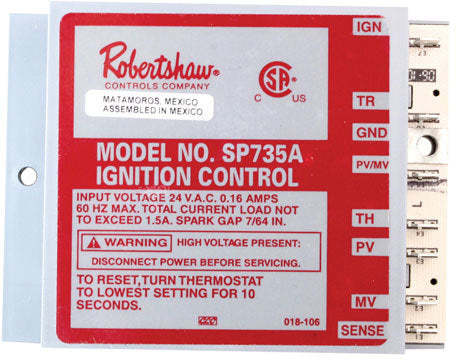 IGN
Robertshaw®
CONTROLS COMPANY
MATAMOROS, MEXICO
ASSEMBLED IN MEXICO
C US
TR
GND
PV/MV
MODEL NO. SP735A
IGNITION CONTROL
INPUT VOLTAGE 24 V.A.C. 0.16 AMPS
60 HZ MAX. TOTAL CURRENT LOAD NOT
TO EXCEED 1.5A. SPARK GAP 7/64 IN.
TH
WARNING HIGH VOLTAGE PRESENT:
DISCONNECT POWER BEFORE SERVICING.
PV
TO RESET, TURN THERMOSTAT
TO LOWEST SETTING FOR 10
SECONDS.
MV
018-106
SENSE